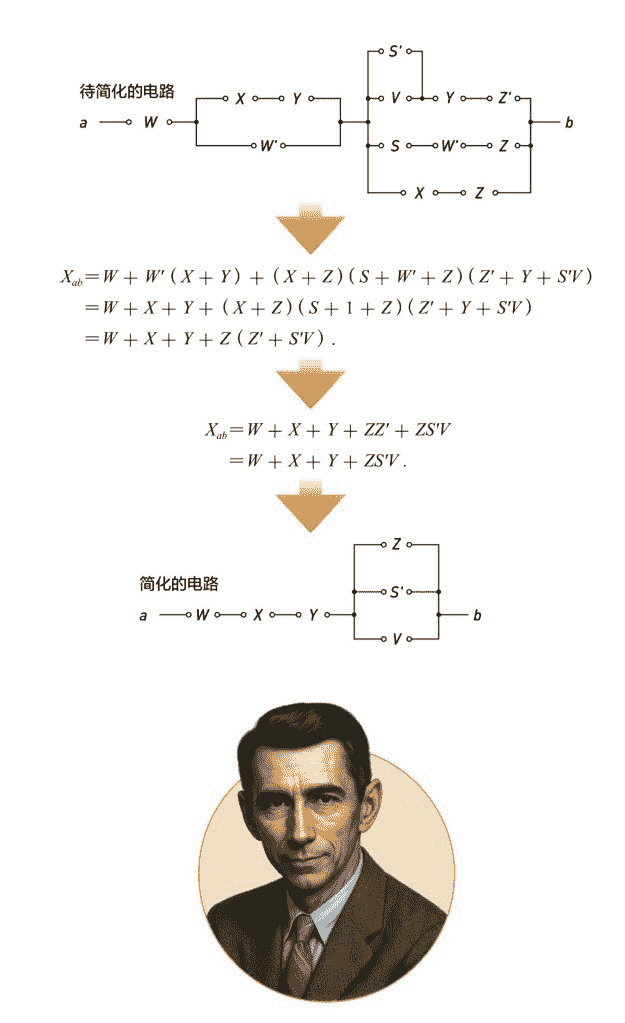 待简化的电路
S'
X Y V Y Z'
a W b
W' S W' Z
X Z
X_ab = W + W' (X + Y) + (X + Z) (S + W' + Z) (Z' + Y + S'V)
= W + X + Y + (X + Z) (S + 1 + Z) (Z' + Y + S'V)
= W + X + Y + Z (Z' + S'V) .
X_ab = W + X + Y + ZZ' + ZS'V
= W + X + Y + ZS'V .
Z
简化的电路
S'
a W X Y b
V